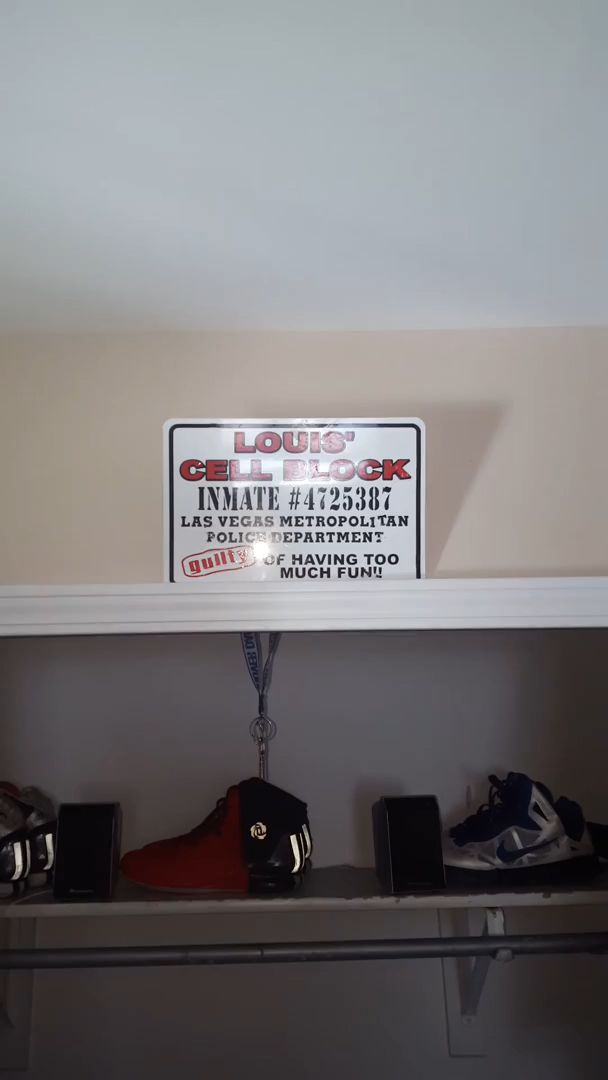 LOUIS'
CELL BLOCK
INMATE #4725387
LAS VEGAS METROPOLITAN
POLICE DEPARTMENT
guilty OF HAVING TOO
MUCH FUN!!